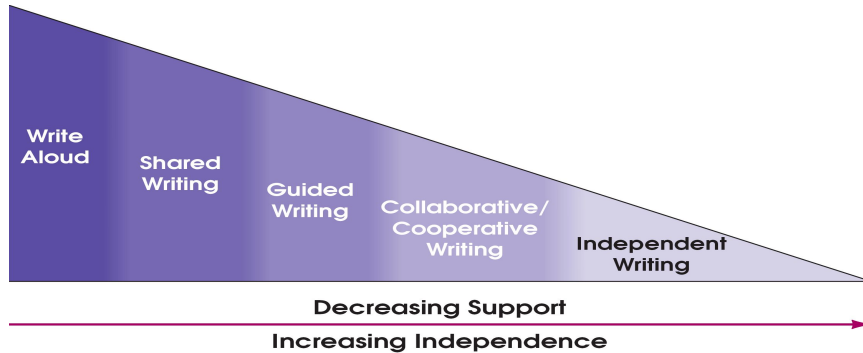 Write
Aloud
Shared
Writing
Guided
Writing
Collaborative/
Cooperative
Writing
Independent
Writing
Decreasing Support
Increasing Independence